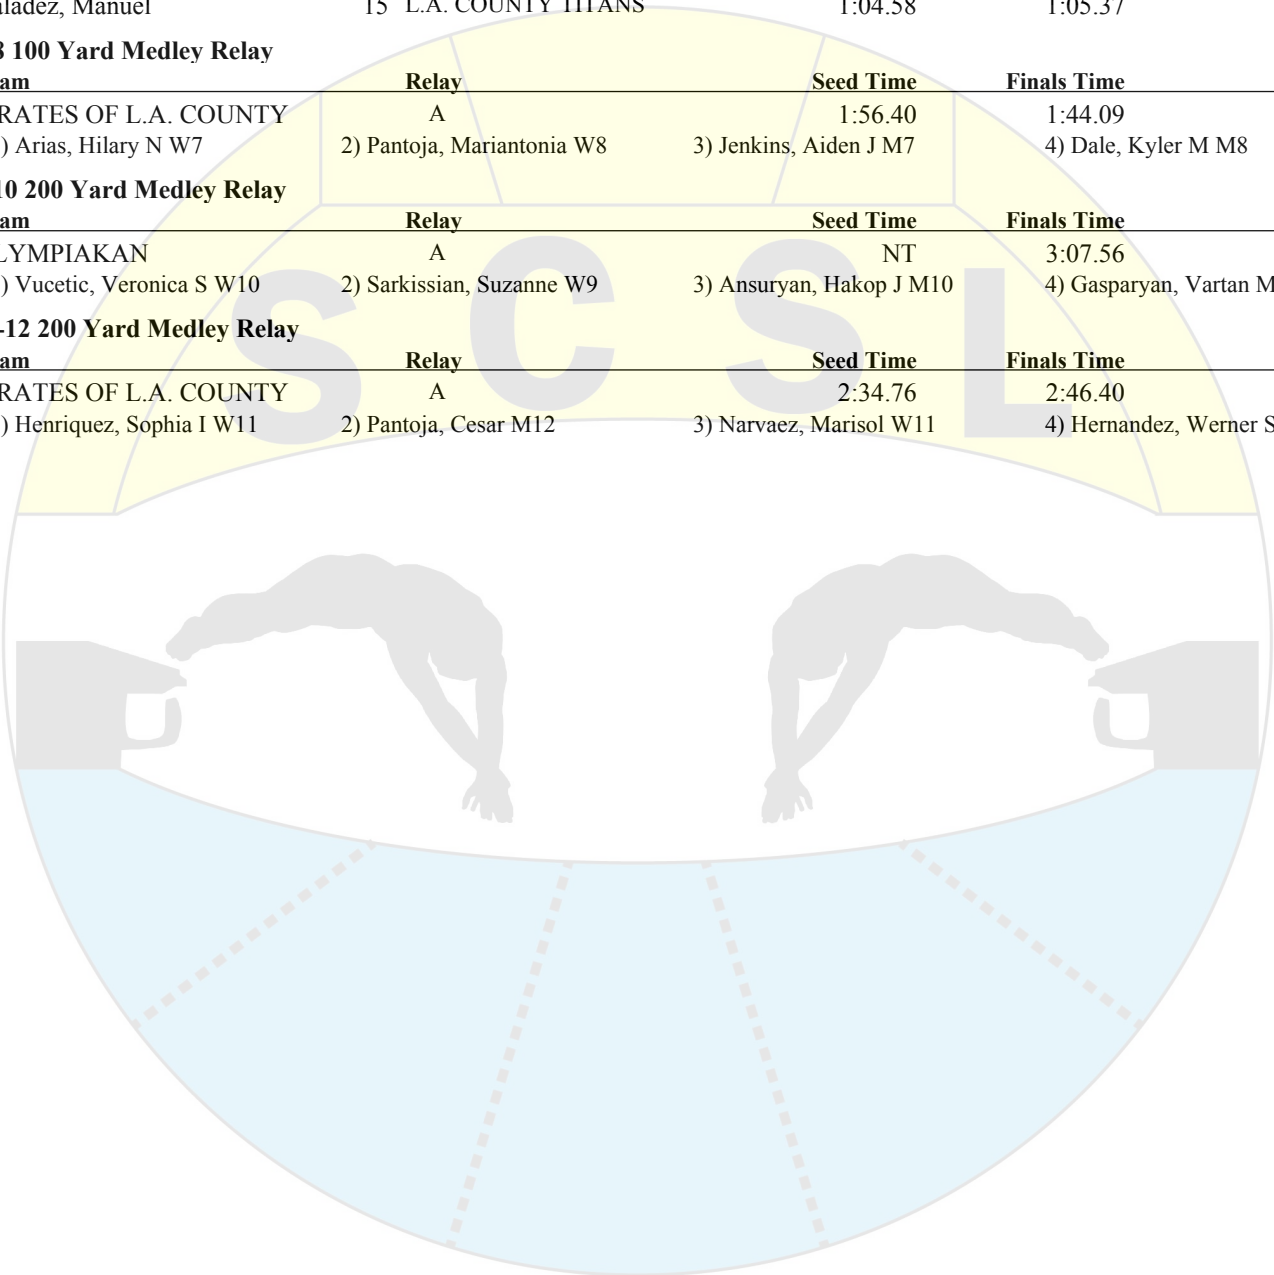 aladez, Manuel 15 L.A. COUNTY TITANS 1:04.58 1:05.37
8 100 Yard Medley Relay
am Relay Seed Time Finals Time
RATES OF L.A. COUNTY A 1:56.40 1:44.09
) Arias, Hilary N W7 2) Pantoja, Mariantonia W8 3) Jenkins, Aiden J M7 4) Dale, Kyler M M8
10 200 Yard Medley Relay
am Relay Seed Time Finals Time
LYMPIAKAN A NT 3:07.56
) Vucetic, Veronica S W10 2) Sarkissian, Suzanne W9 3) Ansuryan, Hakop J M10 4) Gasparyan, Vartan M
-12 200 Yard Medley Relay
am Relay Seed Time Finals Time
RATES OF L.A. COUNTY A 2:34.76 2:46.40
) Henriquez, Sophia I W11 2) Pantoja, Cesar M12 3) Narvaez, Marisol W11 4) Hernandez, Werner S
S C S L